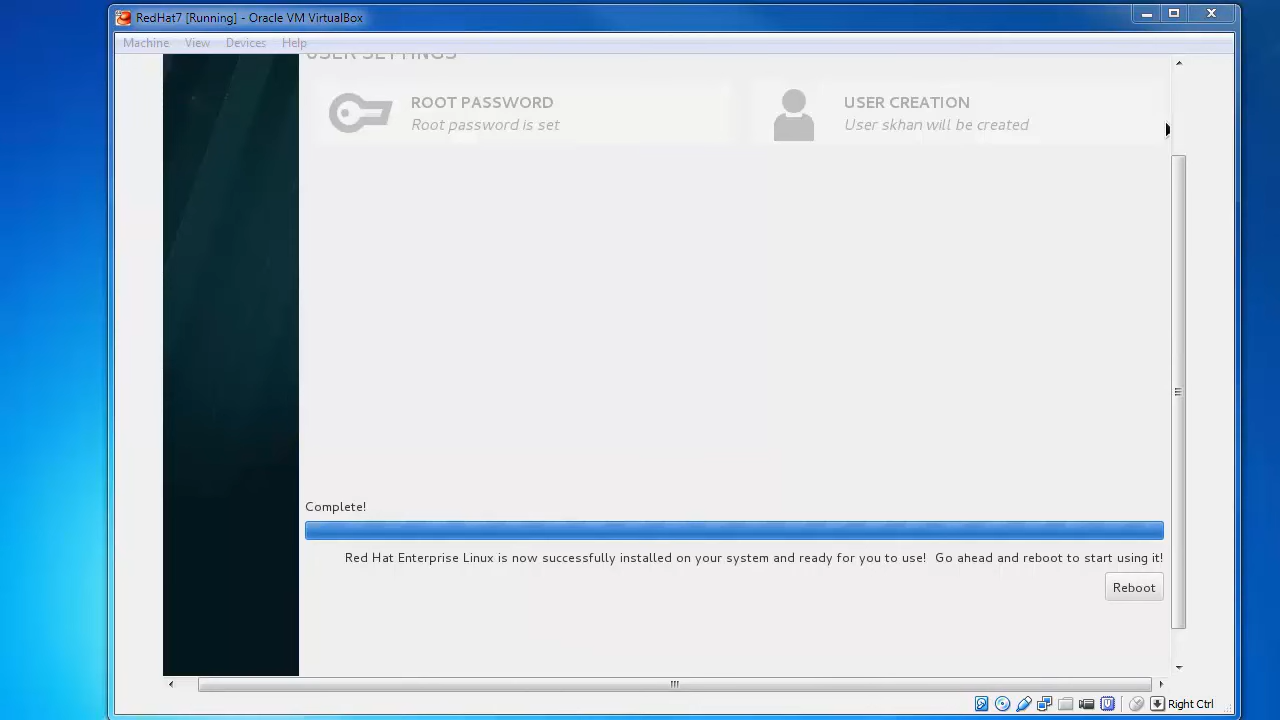 RedHat7 [Running] - Oracle VM VirtualBox
Machine View Devices Help
USER SETTINGS
ROOT PASSWORD
Root password is set
USER CREATION
User skhan will be created
Complete!
Red Hat Enterprise Linux is now successfully installed on your system and ready for you to use! Go ahead and reboot to start using it!
Reboot
Right Ctrl